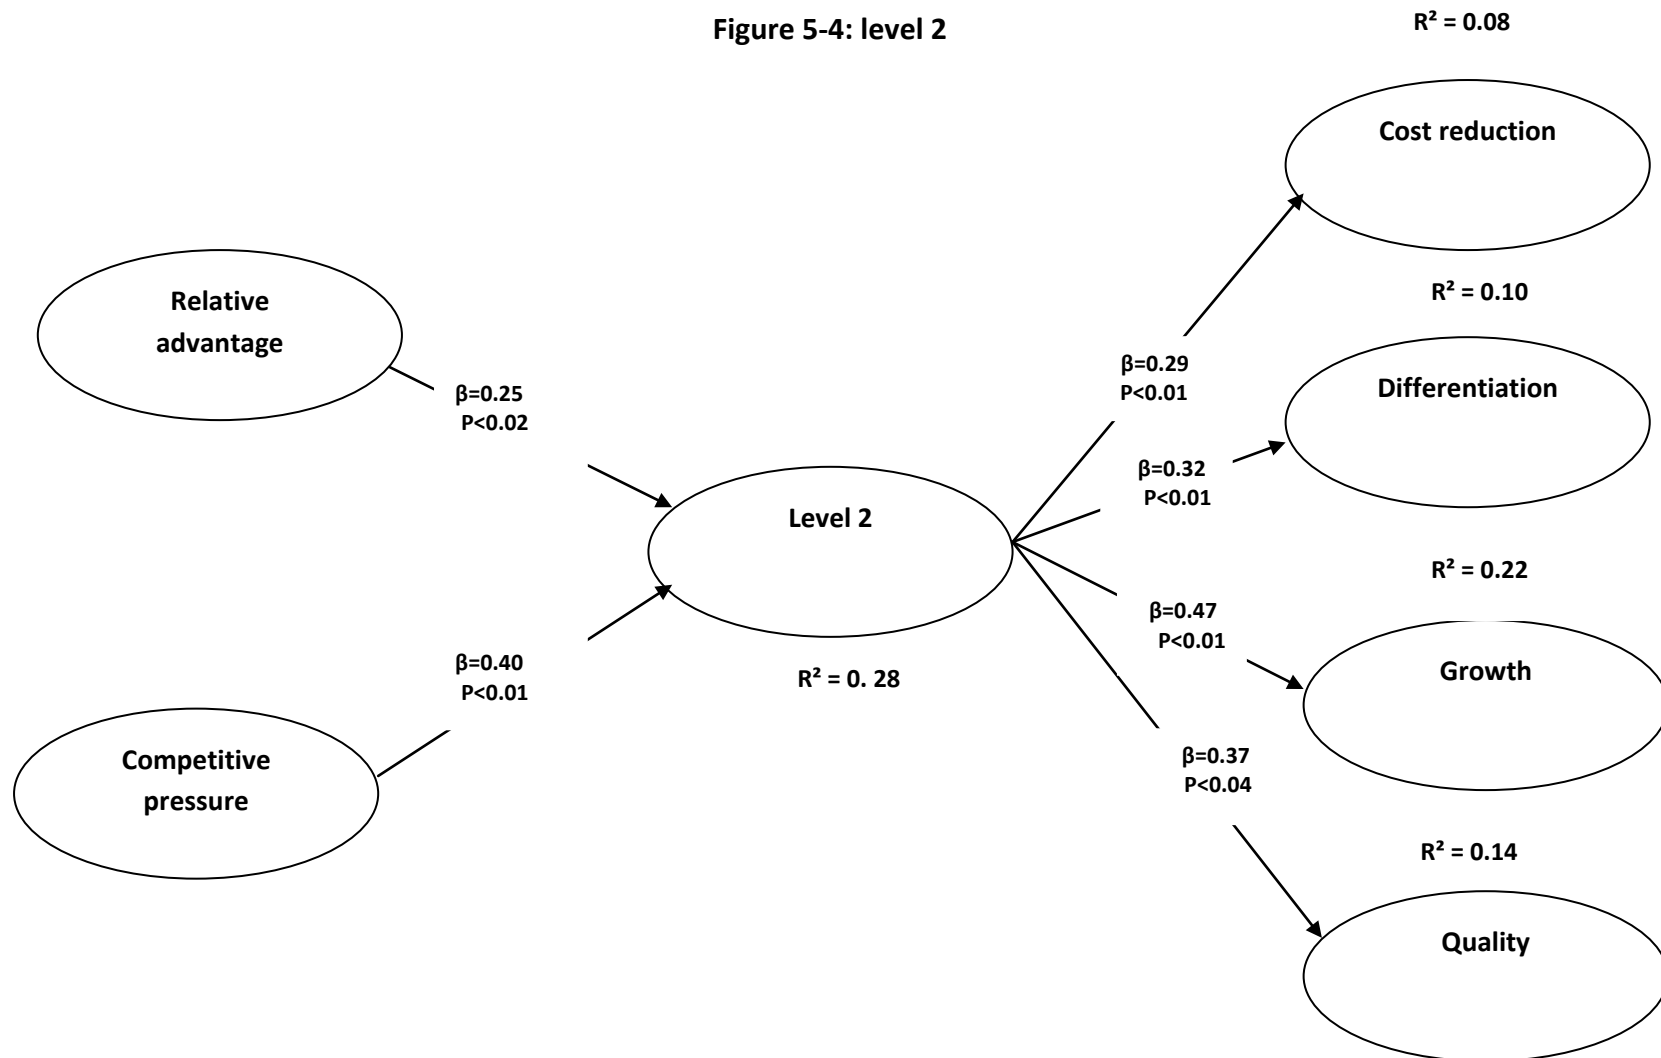 Figure 5-4: level 2
R² = 0.08
Cost reduction
R² = 0.10
Relative
advantage
β=0.29
P<0.01
Differentiation
β=0.25
P<0.02
β=0.32
P<0.01
Level 2
R² = 0.22
β=0.47
P<0.01
β=0.40
P<0.01
R² = 0. 28
Growth
Competitive
pressure
β=0.37
P<0.04
R² = 0.14
Quality